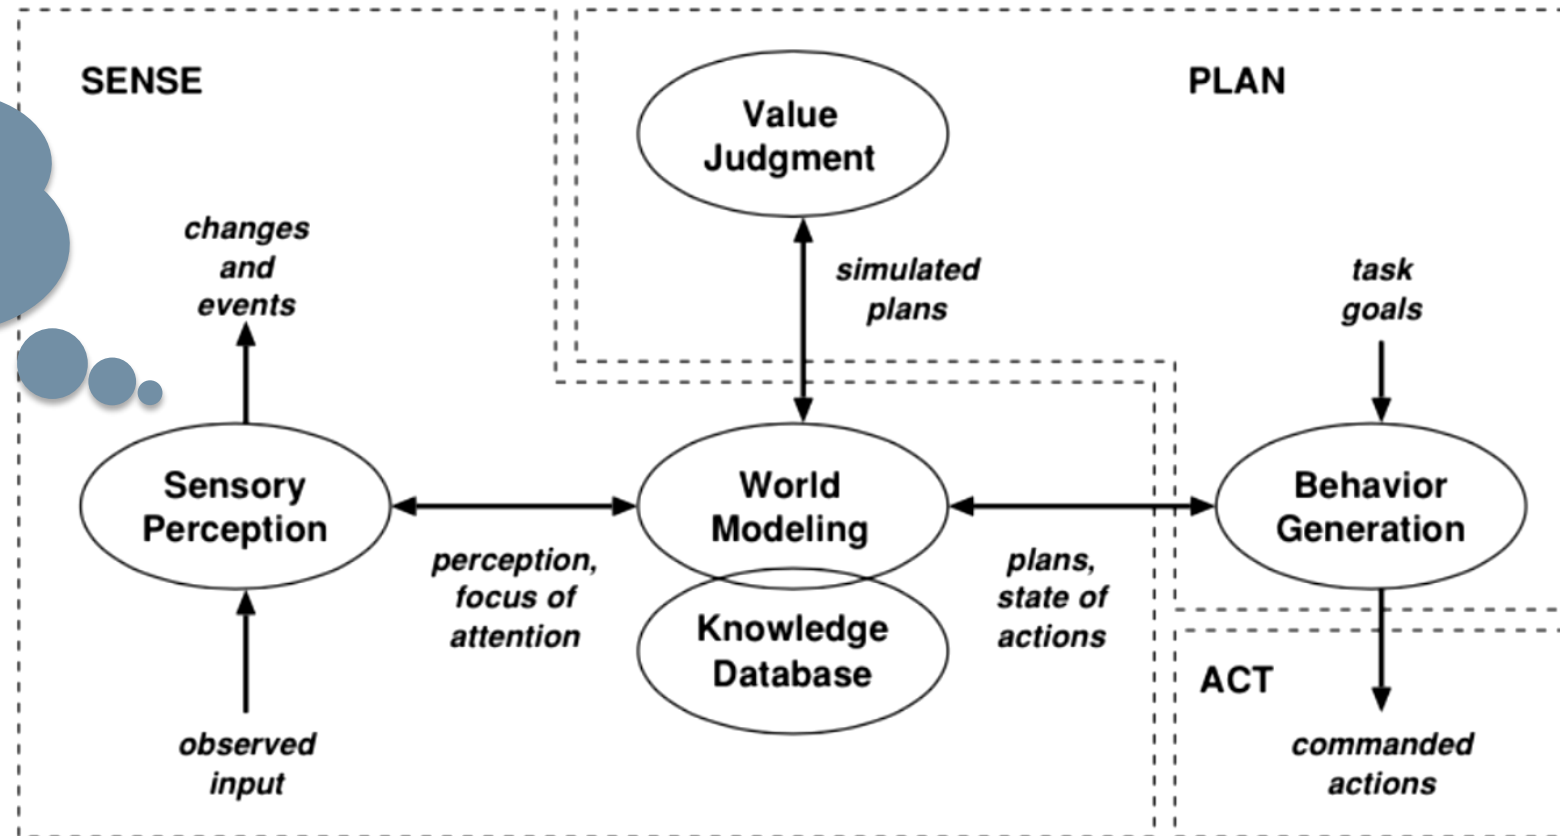 SENSE
PLAN
Value
Judgment
changes
and
events
simulated
plans
task
goals
Sensory
Perception
World
Modeling
Behavior
Generation
perception,
focus of
attention
plans,
state of
actions
Knowledge
Database
ACT
observed
input
commanded
actions